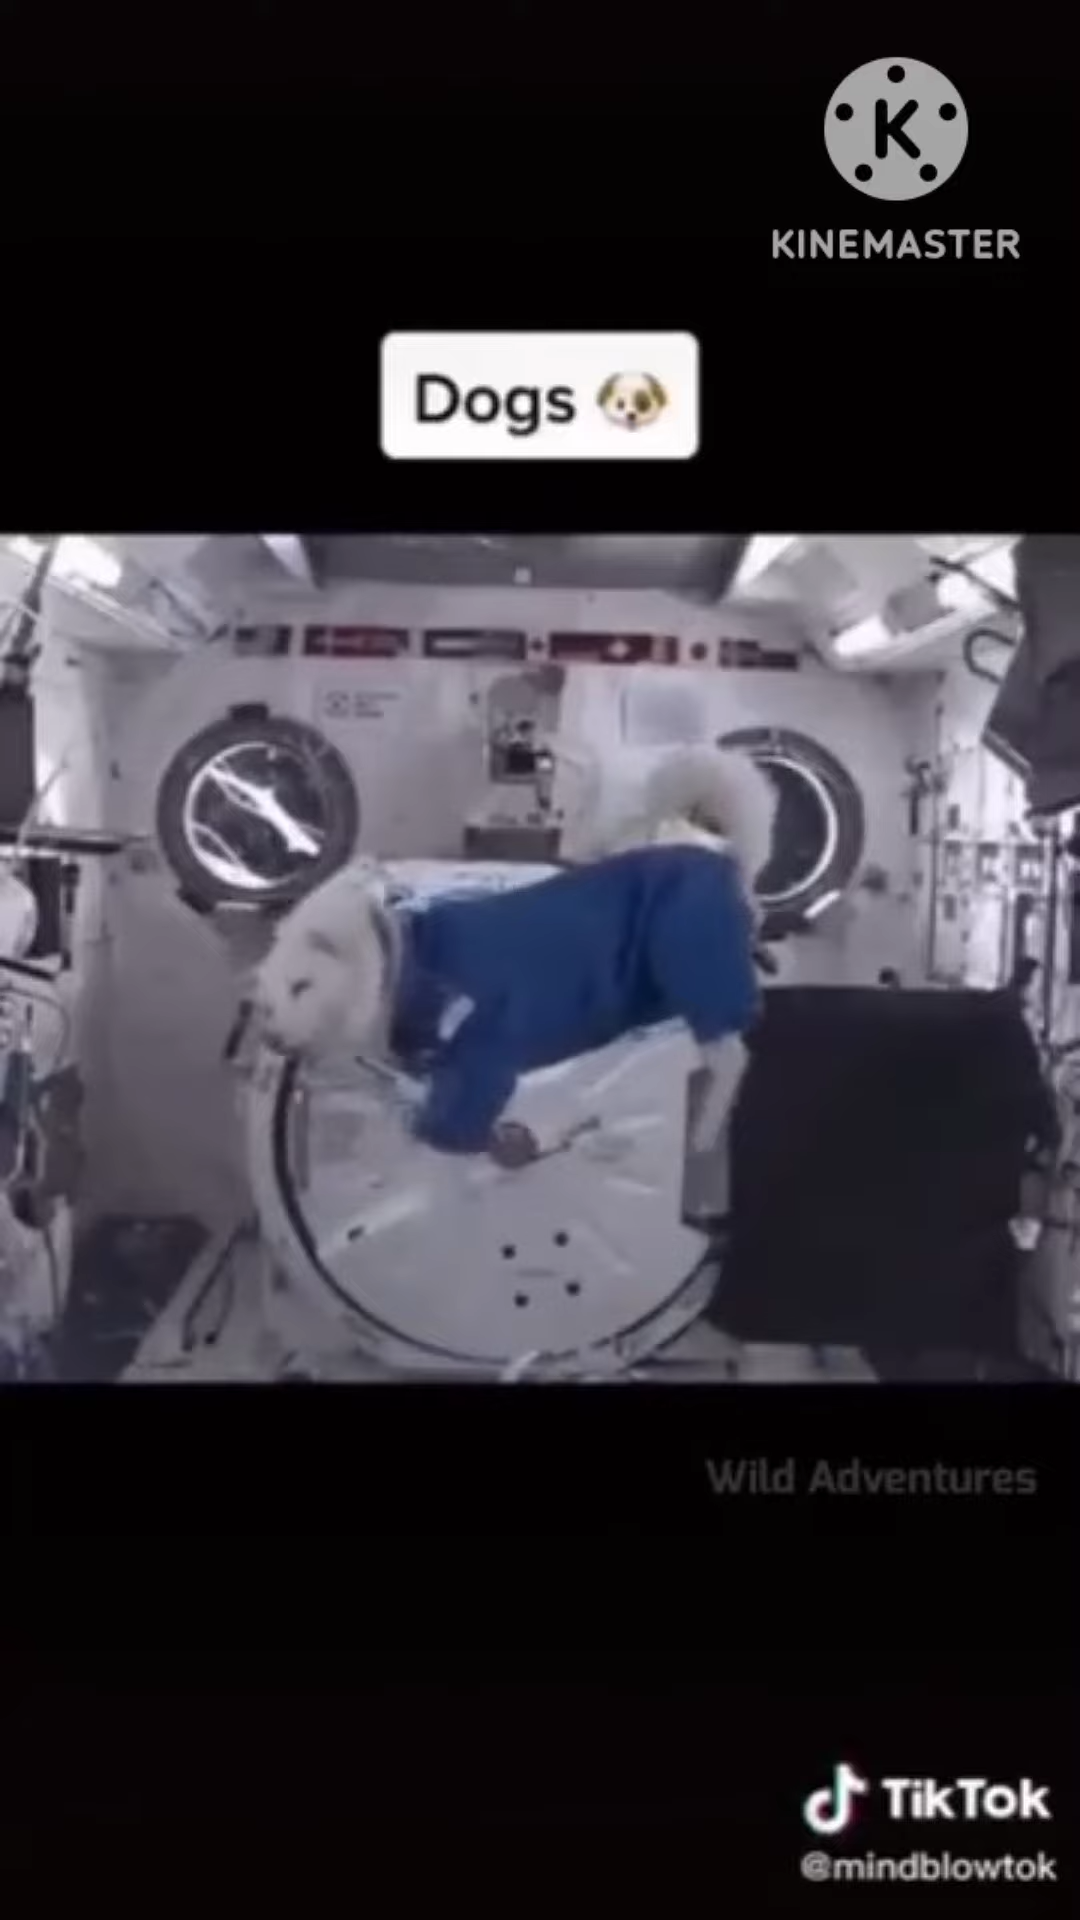 KINEMASTER
Dogs 🐶
Wild Adventures
TikTok
@mindblowtok